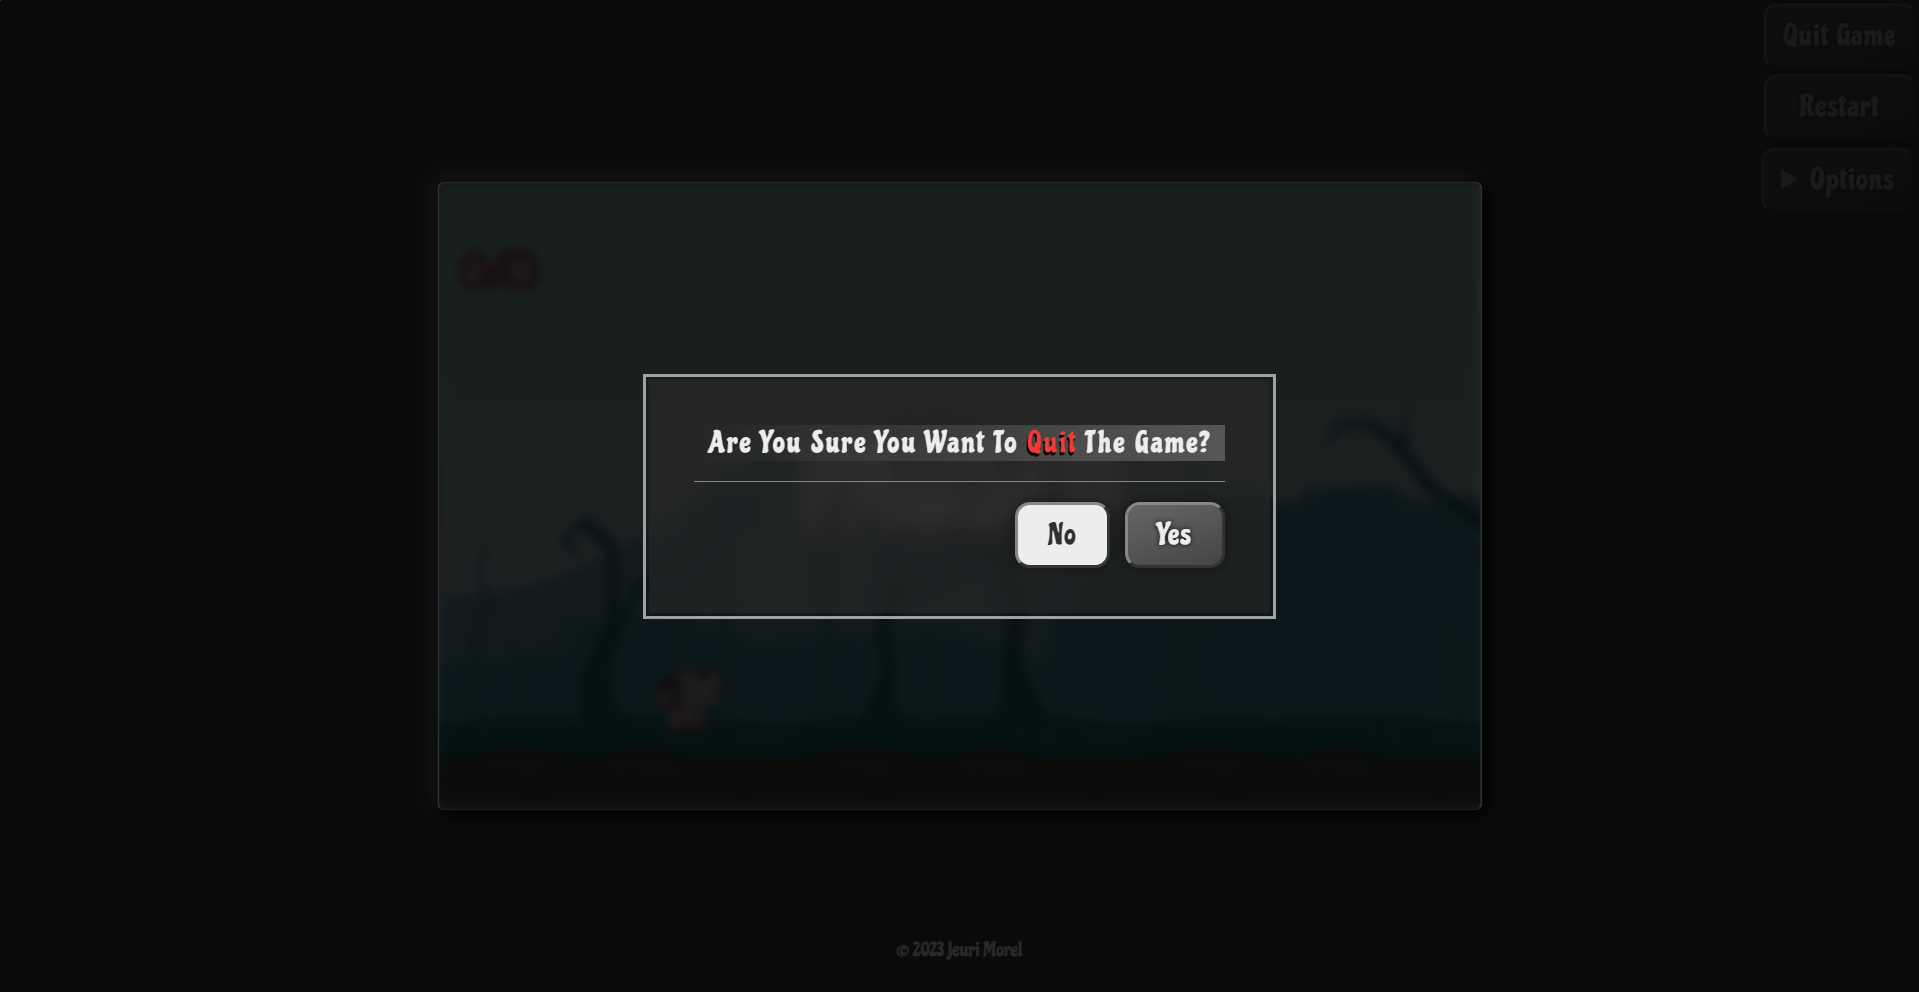 Quit Game
Restart
▶ Options
Are You Sure You Want To Quit The Game?
No
Yes
© 2023 Jeuri Morel